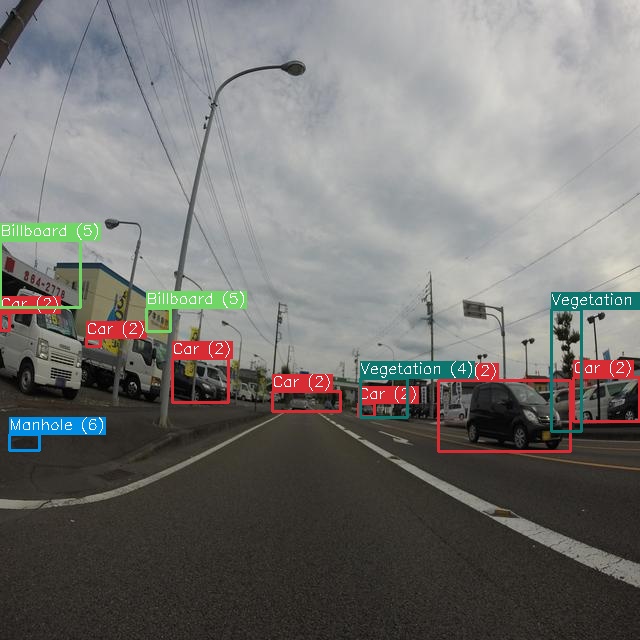 Billboard (5)
864-2778
Car (2)
Billboard (5)
Car (2)
Car (2)
Car (2)
Vegetation (4)
(2)
Car (2)
Vegetation
Car (2)
Manhole (6)